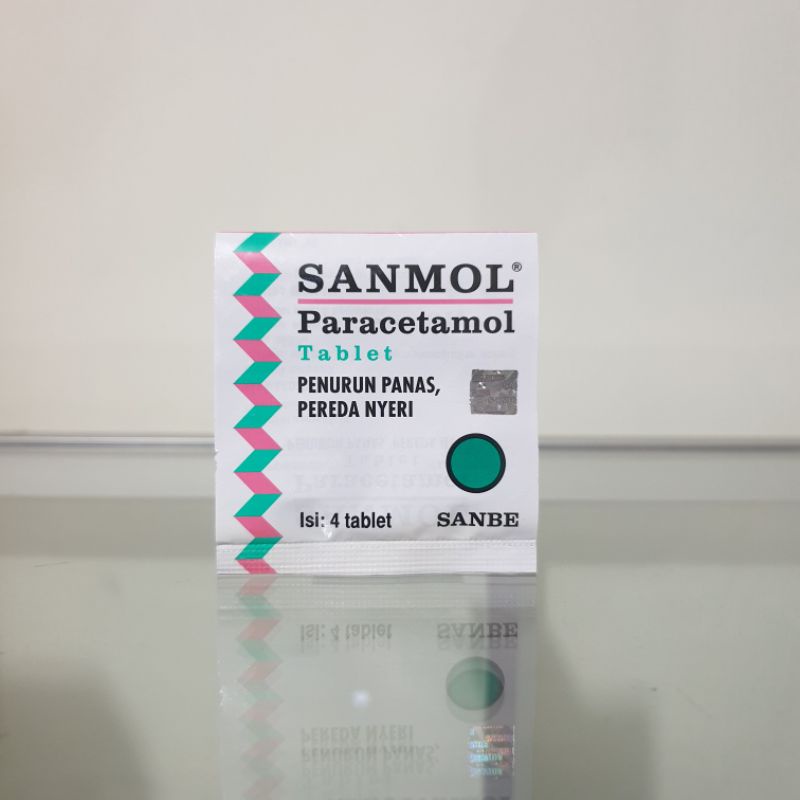 SANMOL®
Paracetamol
Tablet
PENURUN PANAS,
PEREDA NYERI
Isi: 4 tablet
SANBE